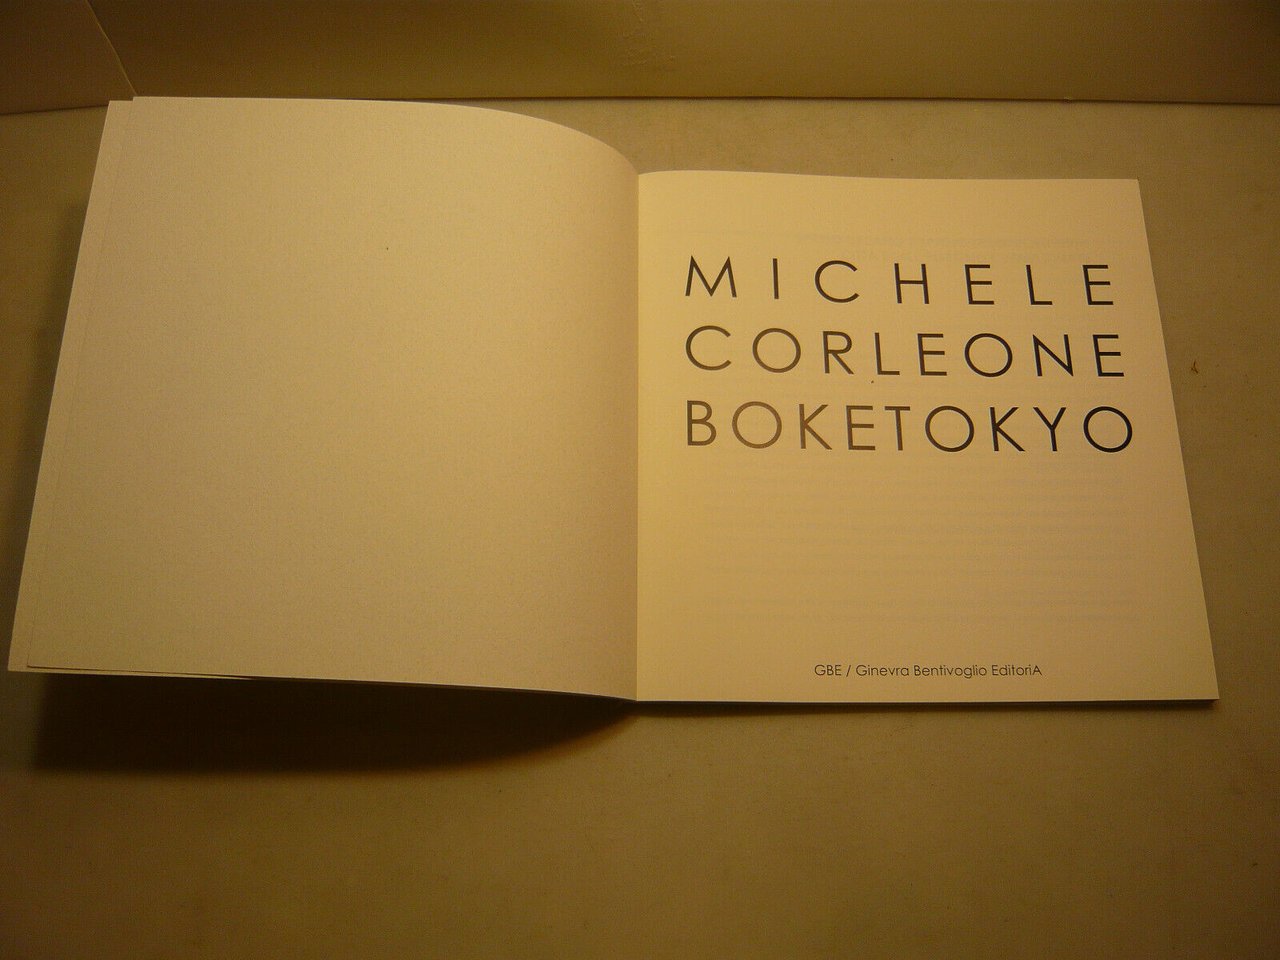 MICHELE
CORLEONE
BOKETOKYO
GBE / Ginevra Bentivoglio EditoriA